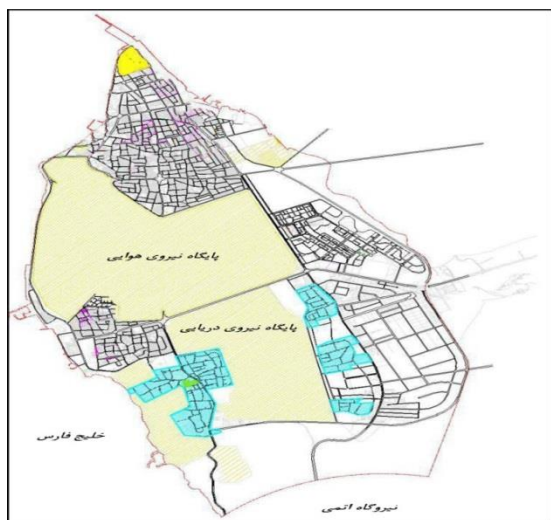 پایگاه نیروی هوایی
پایگاه نیروی دریایی
خلیج فارس
نیروگاه اتمی